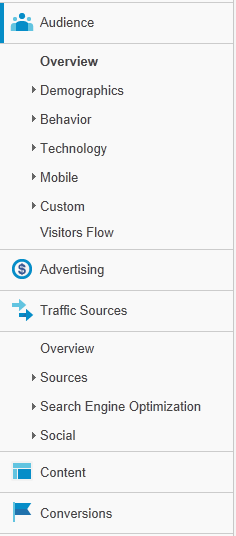 Audience
Overview
Demographics
Behavior
Technology
Mobile
Custom
Visitors Flow
Advertising
Traffic Sources
Overview
Sources
Search Engine Optimization
Social
Content
Conversions